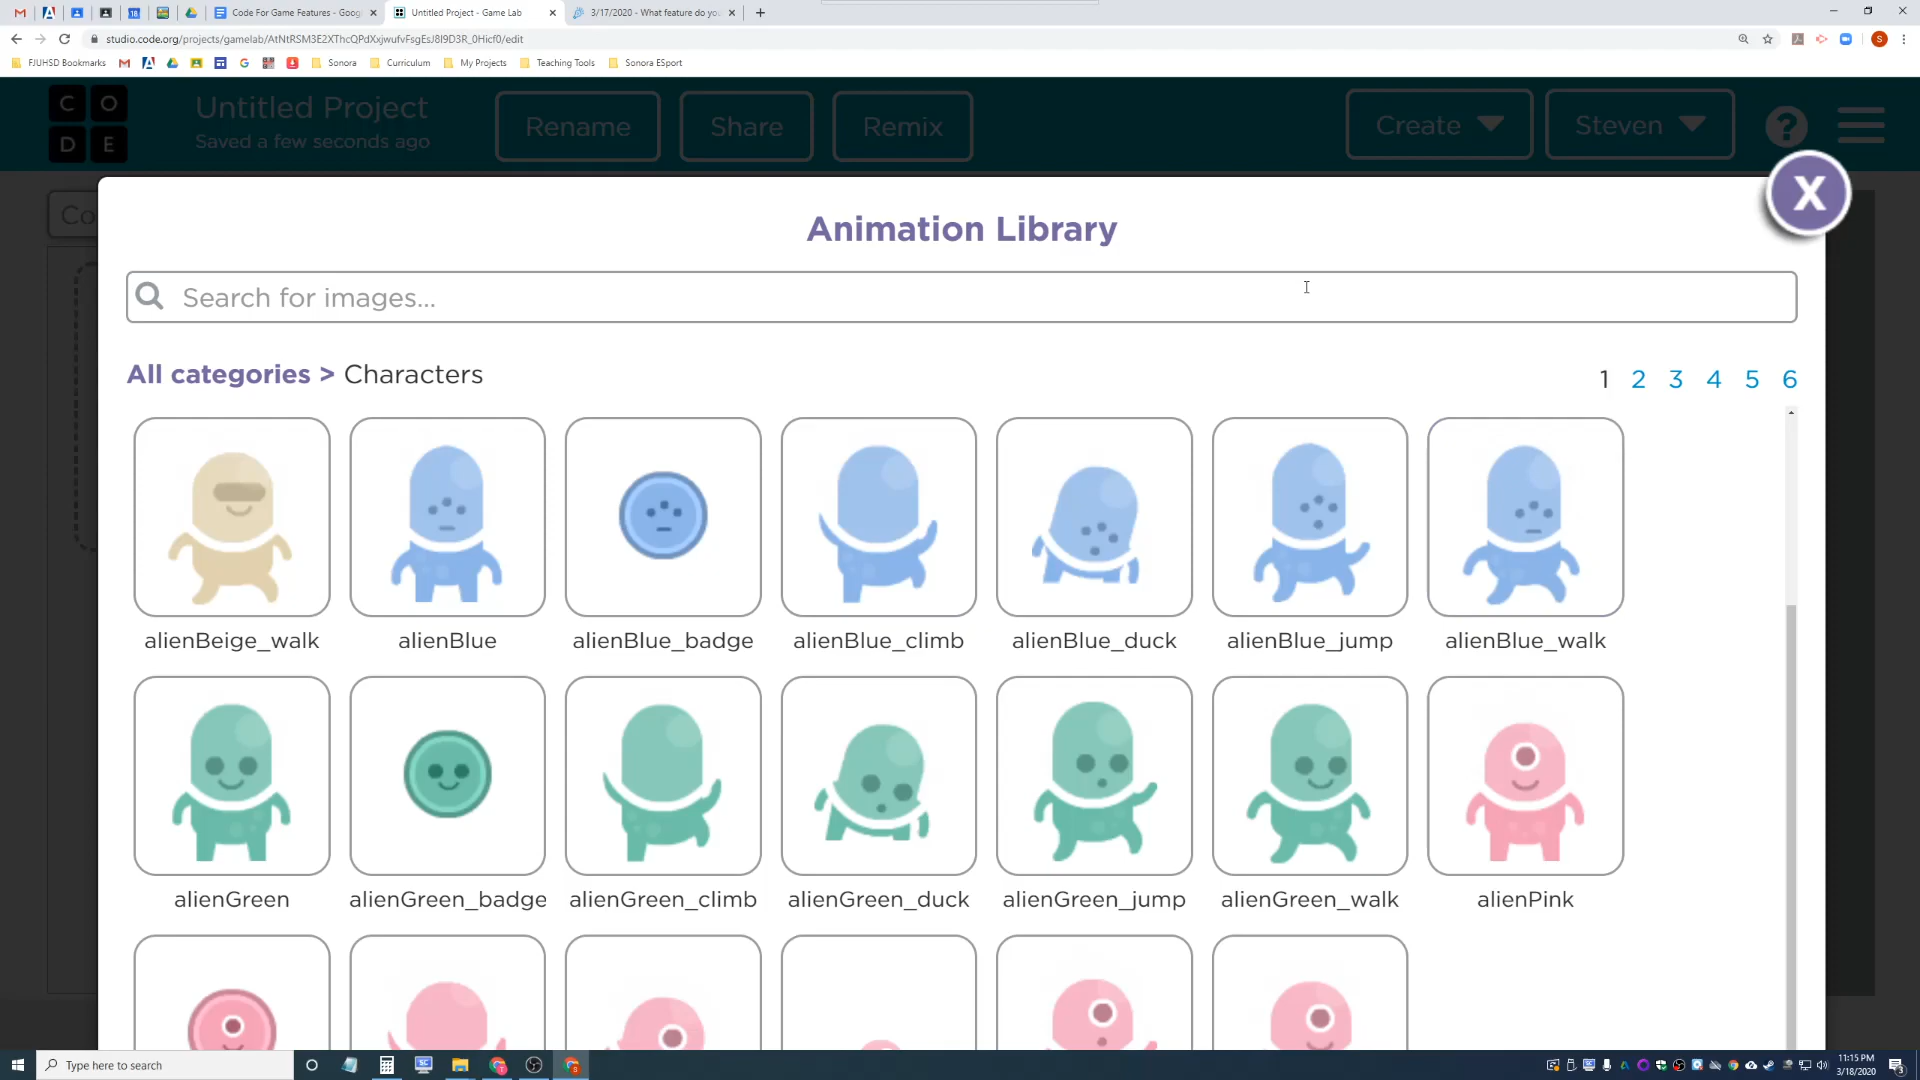 Code For Game Features - Goog
Untitled Project - Game Lab
3/17/2020 - What feature do you
studio.code.org/projects/gamelab/AtNtRSM3E2XThcQPdXxjwufvFsgEsJ8I9D3R_0Hicf0/edit
FJUHSD Bookmarks
Sonora
Curriculum
My Projects
Teaching Tools
Sonora ESport
C O
D E
Untitled Project
Saved a few seconds ago
Rename
Share
Remix
Create
Steven
?
Co
X
Animation Library
Search for images...
All categories > Characters
1 2 3 4 5 6
alienBeige_walk
alienBlue
alienBlue_badge
alienBlue_climb
alienBlue_duck
alienBlue_jump
alienBlue_walk
alienGreen
alienGreen_badge
alienGreen_climb
alienGreen_duck
alienGreen_jump
alienGreen_walk
alienPink
Type here to search
11:15 PM
3/18/2020